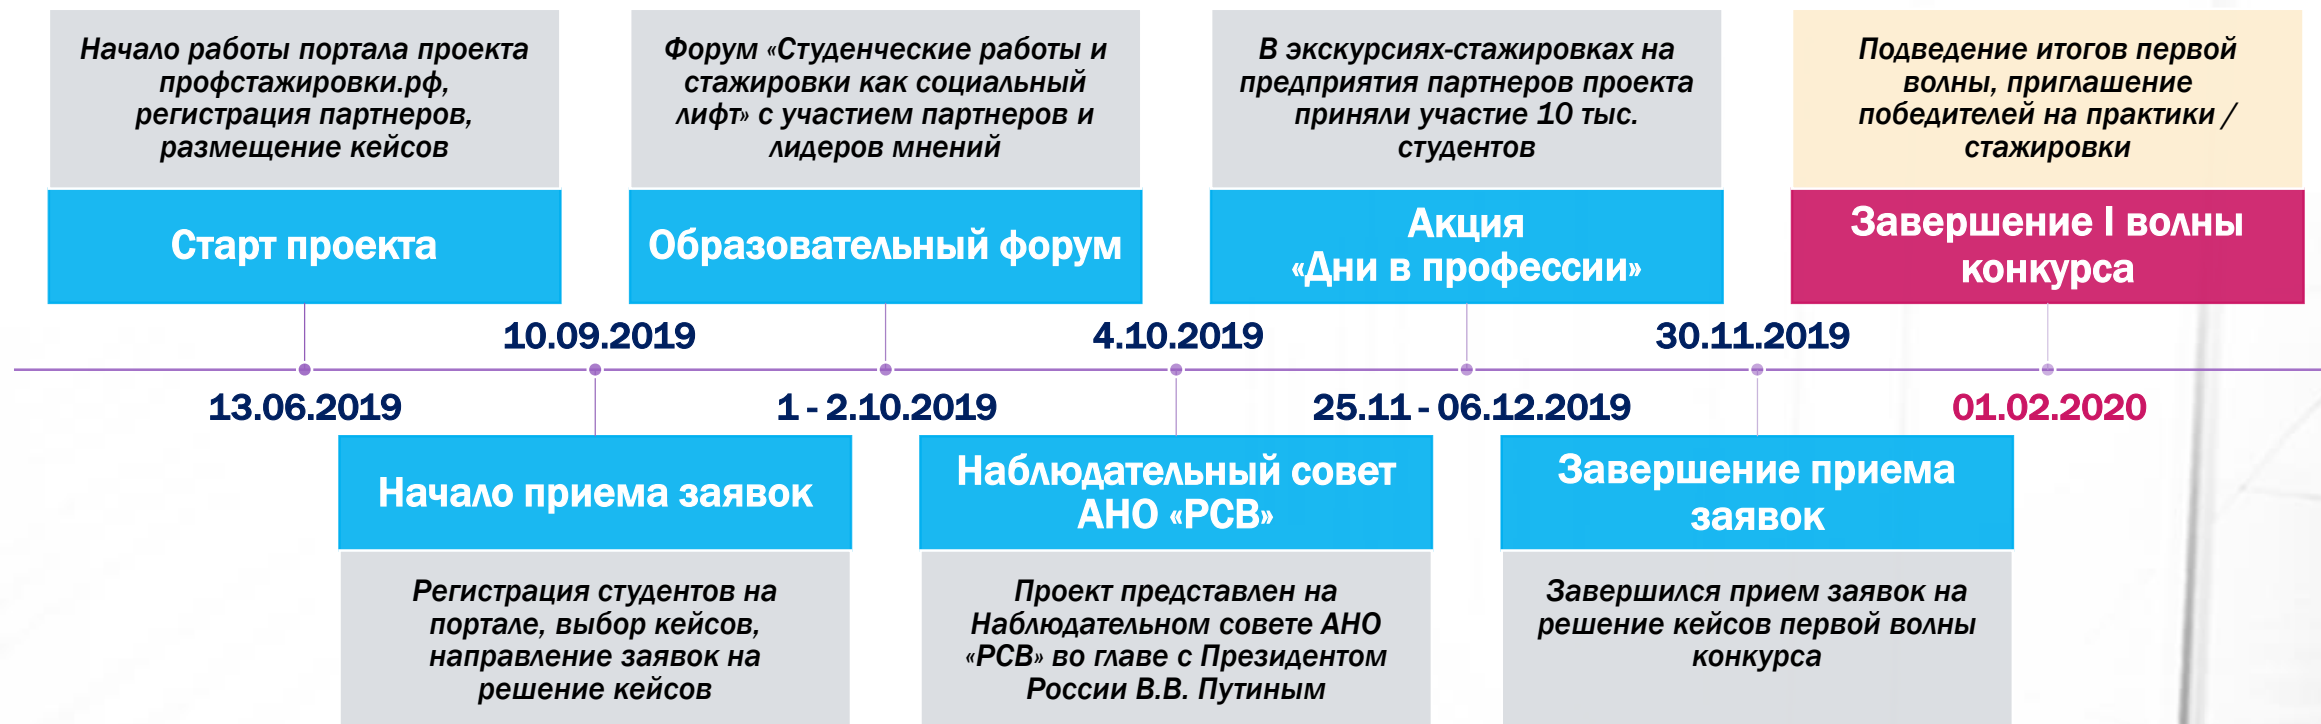 Начало работы портала проекта
профстажировки.рф,
регистрация партнеров,
размещение кейсов
Старт проекта
Форум «Студенческие работы и
стажировки как социальный
лифт» с участием партнеров и
лидеров мнений
Образовательный форум
В экскурсиях-стажировках на
предприятия партнеров проекта
приняли участие 10 тыс.
студентов
Акция
«Дни в профессии»
Подведение итогов первой
волны, приглашение
победителей на практики /
стажировки
Завершение I волны
конкурса
10.09.2019
4.10.2019
30.11.2019
13.06.2019
1 - 2.10.2019
25.11 - 06.12.2019
01.02.2020
Начало приема заявок
Регистрация студентов на
портале, выбор кейсов,
направление заявок на
решение кейсов
Наблюдательный совет
АНО «РСВ»
Проект представлен на
Наблюдательном совете АНО
«РСВ» во главе с Президентом
России В.В. Путиным
Завершение приема
заявок
Завершился прием заявок на
решение кейсов первой волны
конкурса